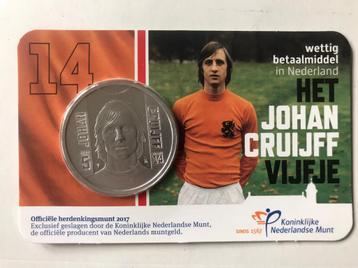 14
wettig
betaalmiddel
in Nederland
HET
JOHAN
CRUIJFF
VIJFJE
JOHAN
Officiële herdenkingsmunt 2017
Exclusief geslagen door de Koninklijke Nederlandse Munt,
de officiële producent van Nederlands muntgeld.
SINDS 1567
Koninklijke
Nederlandse Munt